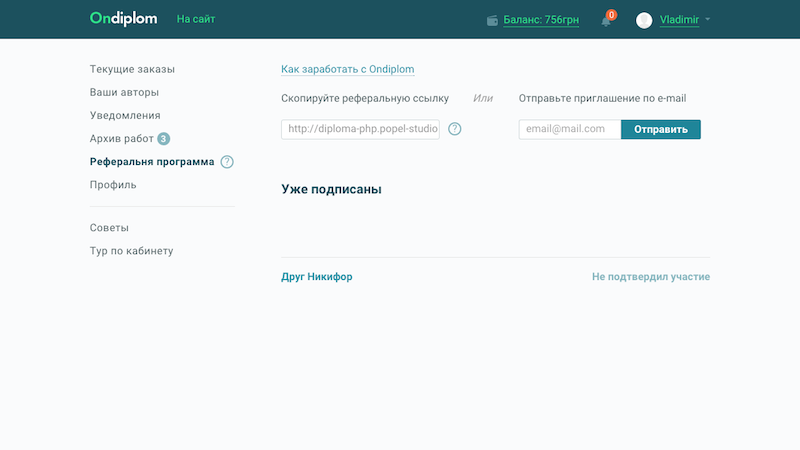 Ondiplom На сайт Баланс: 756грн 0 Vladimir
Текущие заказы
Ваши авторы
Уведомления
Архив работ 3
Реферальня программа ?
Профиль
Советы
Тур по кабинету
Как заработать с Ondiplom
Скопируйте реферальную ссылку Или Отправьте приглашение по e-mail
http://diploma-php.popel-studio ? email@mail.com Отправить
Уже подписаны
Друг Никифор Не подтвердил участие